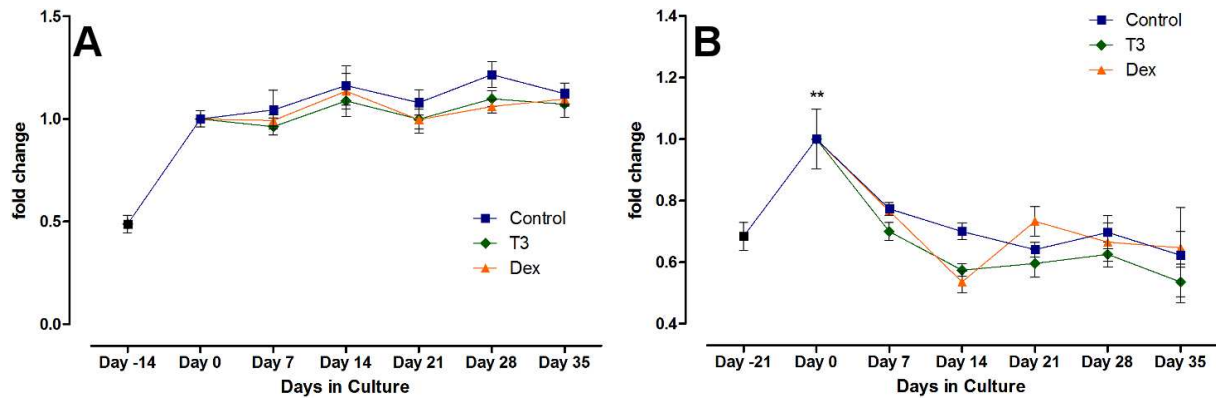 A
1.5
1.0
0.5
0.0
fold change
Control
T3
Dex
Day -14 Day 0 Day 7 Day 14 Day 21 Day 28 Day 35
Days in Culture
B
1.4
1.2
1.0
0.8
0.6
0.4
fold change
**
Control
T3
Dex
Day -21 Day 0 Day 7 Day 14 Day 21 Day 28 Day 35
Days in Culture